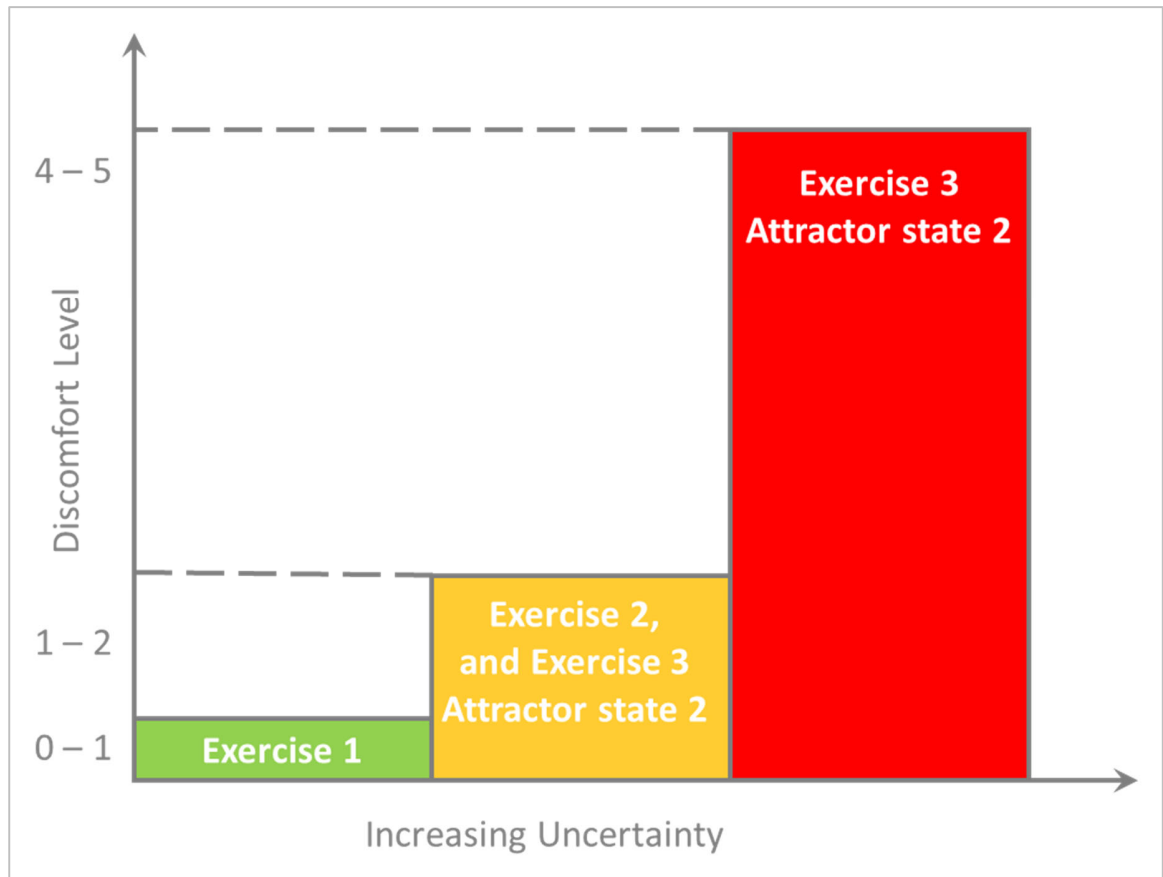 4 – 5
Exercise 3
Attractor state 2
Discomfort Level
Exercise 2,
and Exercise 3
Attractor state 2
1 – 2
0 – 1
Exercise 1
Increasing Uncertainty